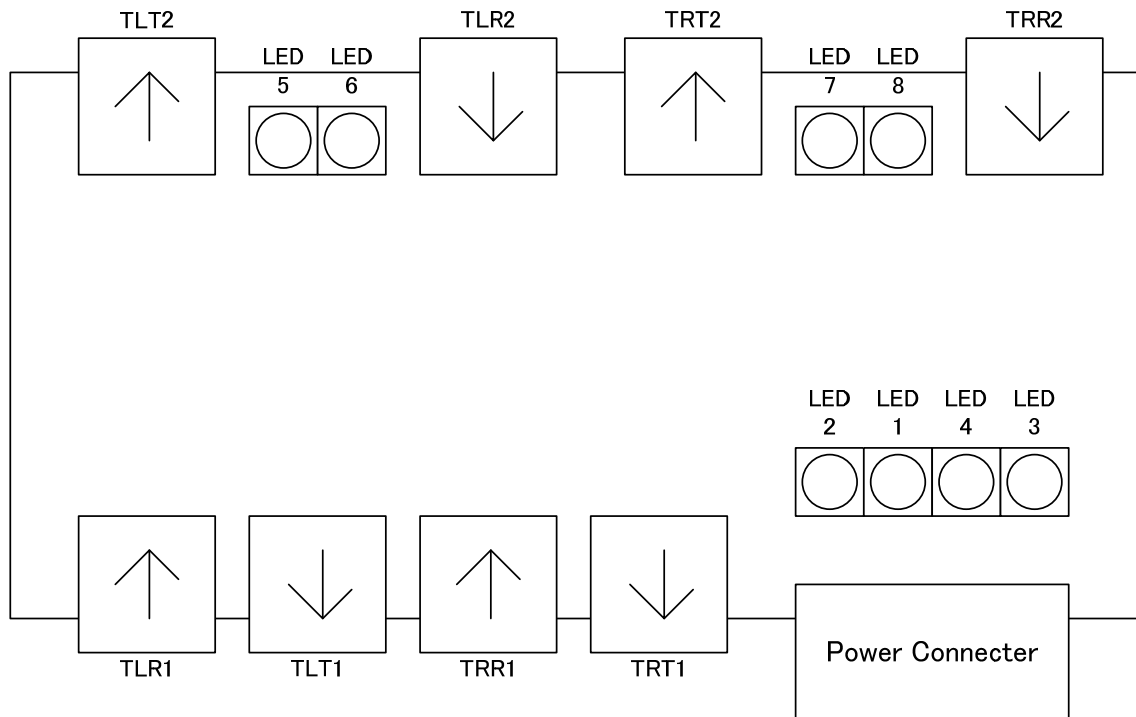 TLT2 TLR2 TRT2 TRR2
LED LED LED LED
5 6 7 8
LED LED LED LED
2 1 4 3
Power Connecter
TLR1 TLT1 TRR1 TRT1